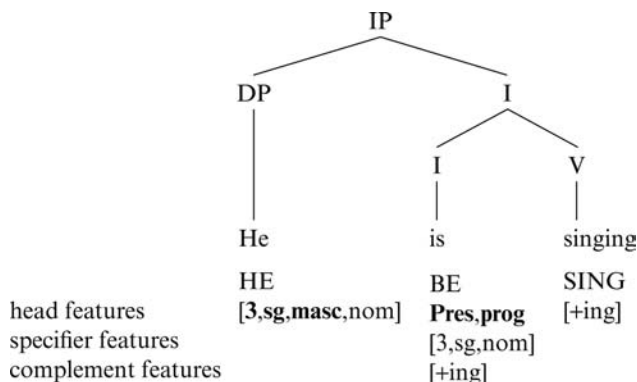 IP
DP I
I V
He is singing
HE BE SING
head features [3,sg,masc,nom] Pres,prog [+ing]
specifier features [3,sg,nom]
complement features [+ing]